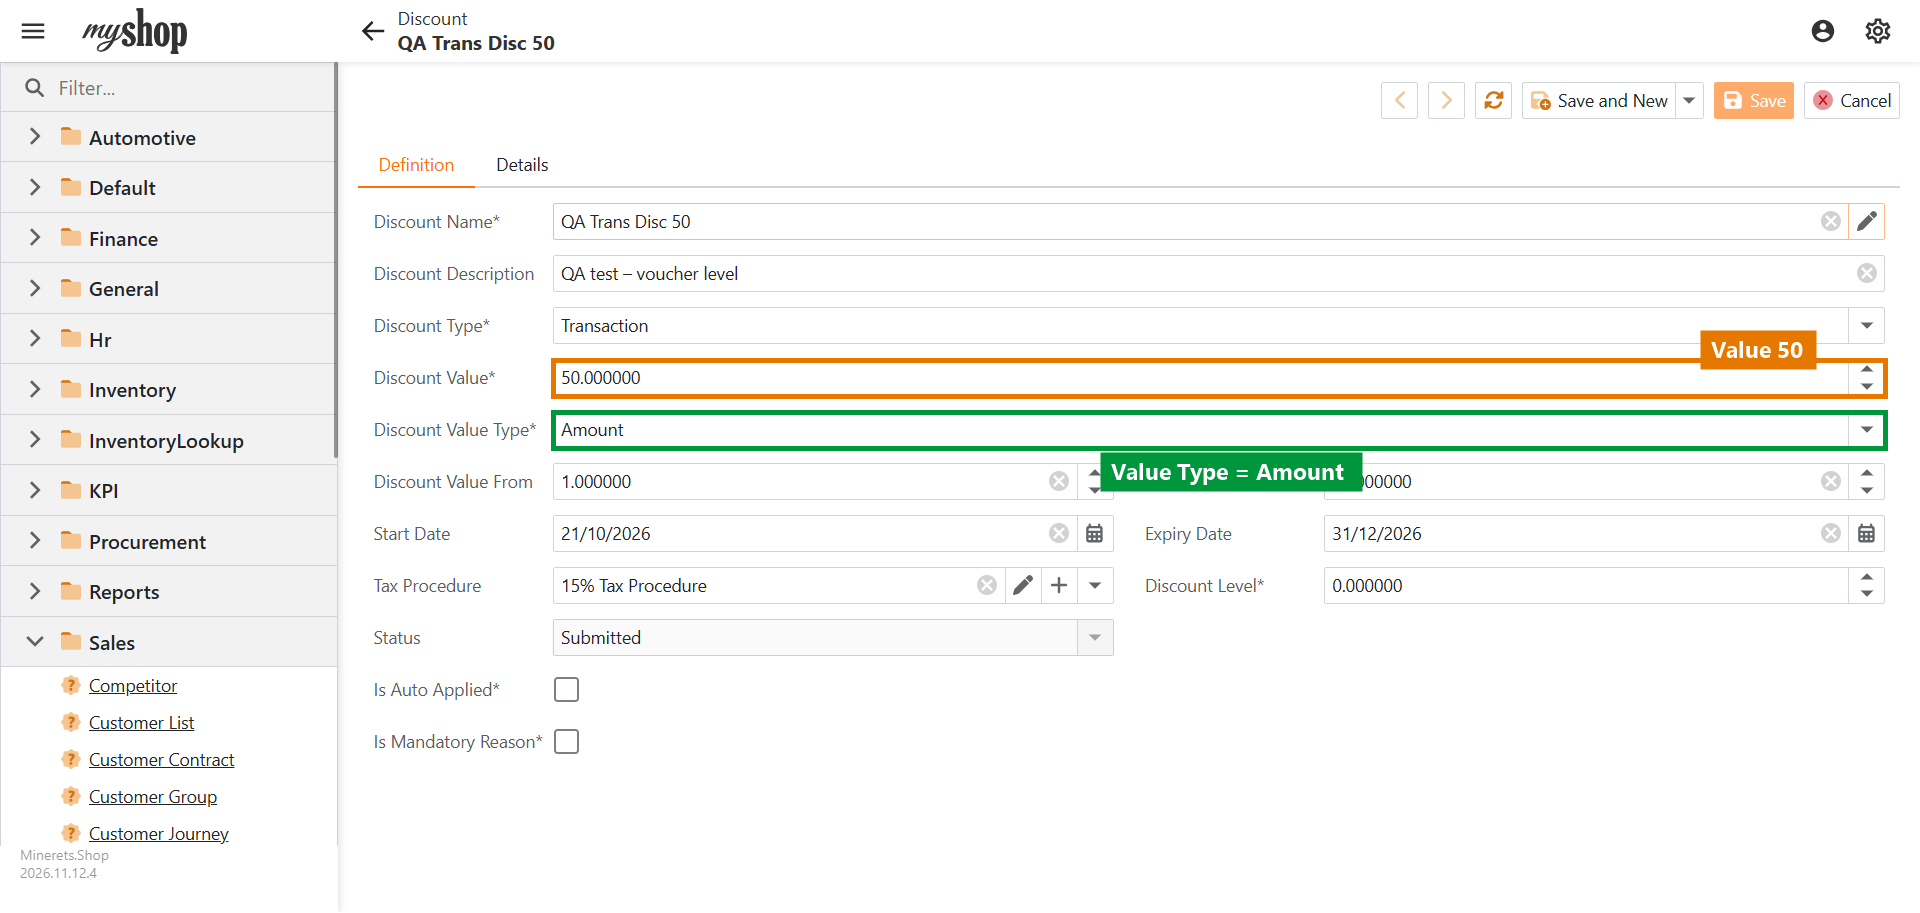 myshop
Discount
QA Trans Disc 50
Filter...
Save and New
Save
Cancel
Automotive
Default
Finance
General
Hr
Inventory
InventoryLookup
KPI
Procurement
Reports
Sales
Competitor
Customer List
Customer Contract
Customer Group
Customer Journey
Minerets.Shop
2026.11.12.4
Definition
Details
Discount Name*
QA Trans Disc 50
Discount Description
QA test – voucher level
Discount Type*
Transaction
Value 50
Discount Value*
50.000000
Discount Value Type*
Amount
Value Type = Amount
Discount Value From
1.000000
Start Date
21/10/2026
Expiry Date
31/12/2026
Tax Procedure
15% Tax Procedure
Discount Level*
0.000000
Status
Submitted
Is Auto Applied*
Is Mandatory Reason*